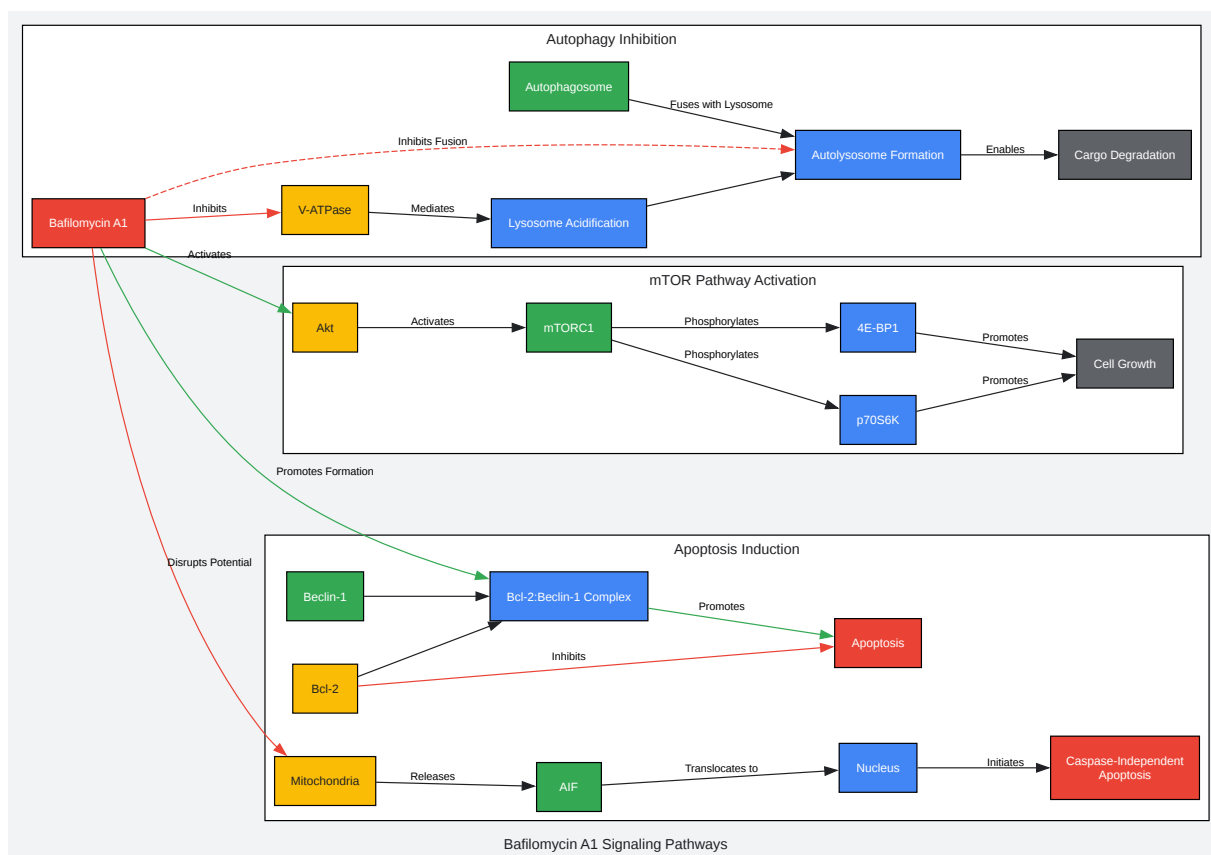 Autophagy Inhibition
Autophagosome
Fuses with Lysosome
Inhibits Fusion
Autolysosome Formation
Enables
Cargo Degradation
Bafilomycin A1
Inhibits
V-ATPase
Mediates
Lysosome Acidification
Activates
mTOR Pathway Activation
Akt
Activates
mTORC1
Phosphorylates
4E-BP1
Promotes
Phosphorylates
Cell Growth
Promotes
p70S6K
Promotes Formation
Disrupts Potential
Apoptosis Induction
Beclin-1
Bcl-2:Beclin-1 Complex
Promotes
Apoptosis
Bcl-2
Inhibits
Mitochondria
Releases
AIF
Translocates to
Nucleus
Initiates
Caspase-Independent
Apoptosis
Bafilomycin A1 Signaling Pathways